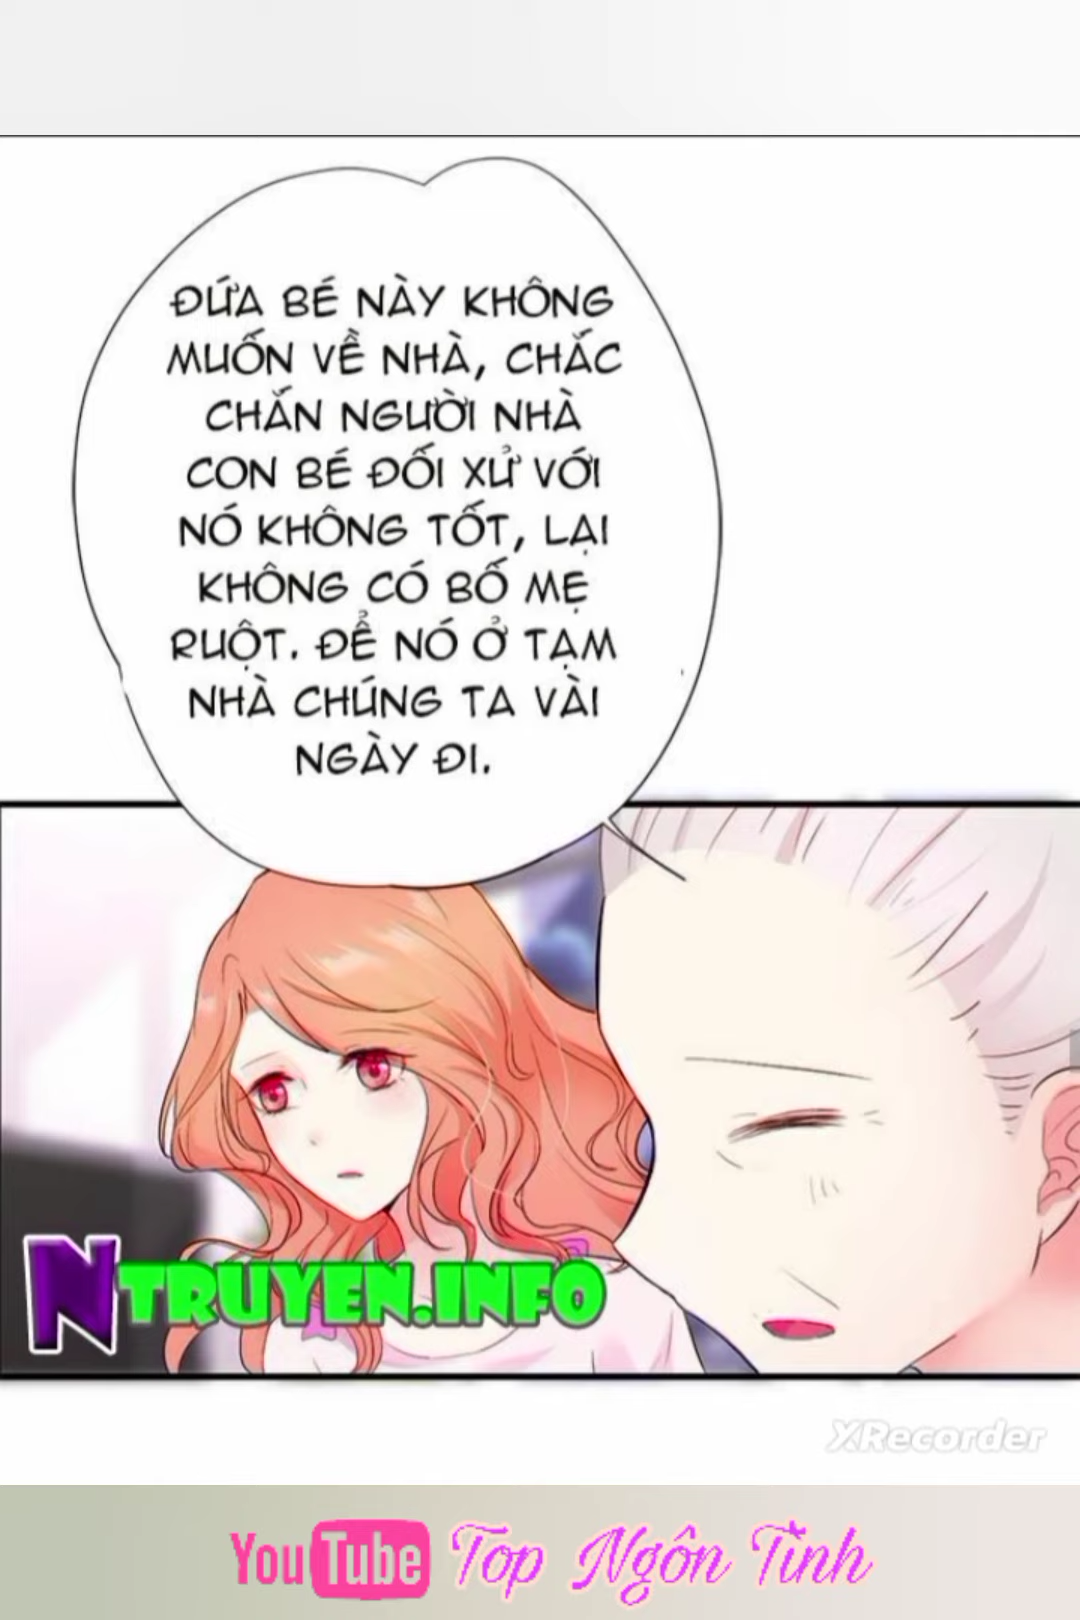 ĐỨA BÉ NÀY KHÔNG
MUỐN VỀ NHÀ, CHẮC
CHẮN NGƯỜI NHÀ
CON BÉ ĐỐI XỬ VỚI
NÓ KHÔNG TỐT, LẠI
KHÔNG CÓ BỐ MẸ
RUỘT. ĐỂ NÓ Ở TẠM
NHÀ CHÚNG TA VÀI
NGÀY ĐI.
NTRUYEN.INFO
XRecorder
YouTube Top Ngôn Tình